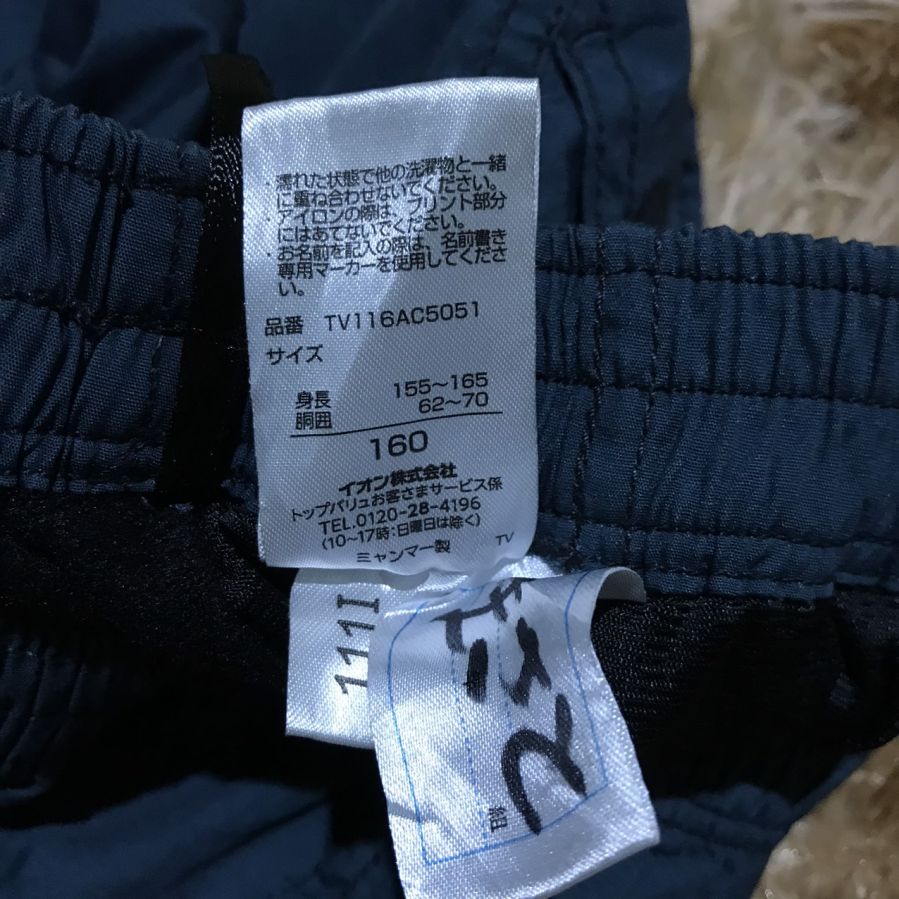 ・濡れた状態で他の洗濯物と一緒
に重ね合わせないでください。
・アイロンの際は、プリント部分
にはあてないでください。
・お名前を記入の際は、名前書き
専用マーカーを使用してくださ
い。
品番 TV116AC5051
サイズ
身長 155～165
胴囲 62～70
160
イオン株式会社
トップバリュお客さまサービス係
TEL.0120-28-4196
(10～17時:日曜日は除く)
ミャンマー製 TV
111I